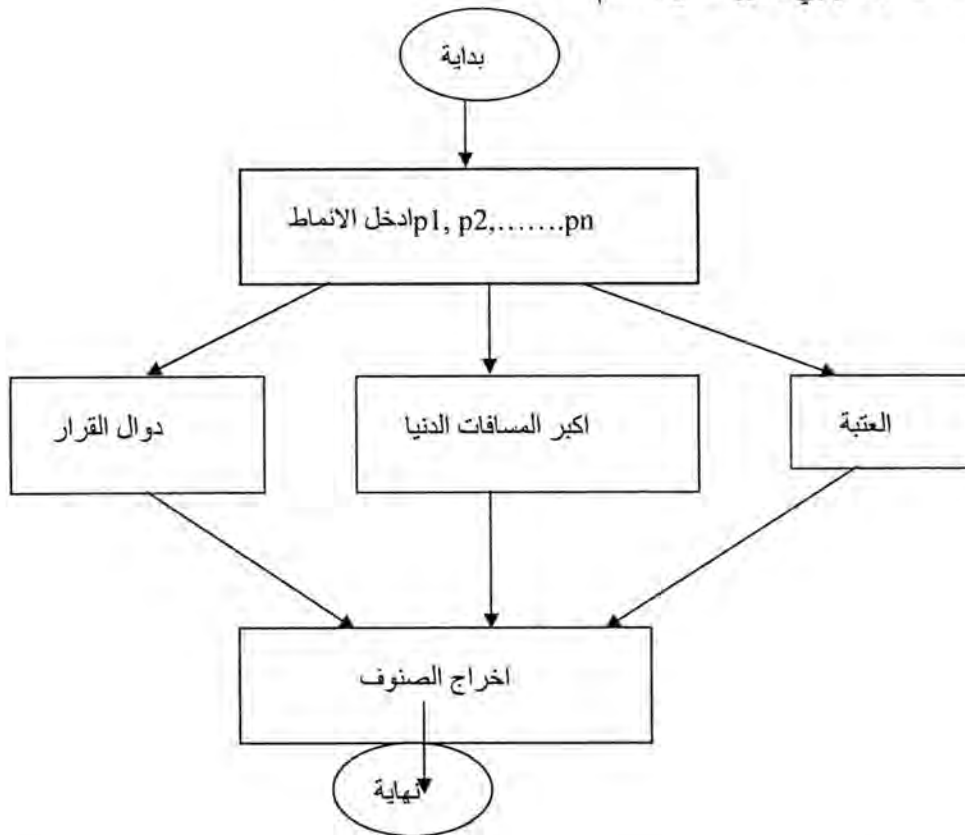 بداية
ادخل الانماط p1, p2,.......pn
دوال القرار
اكبر المسافات الدنيا
العتبة
اخراج الصنوف
نهاية